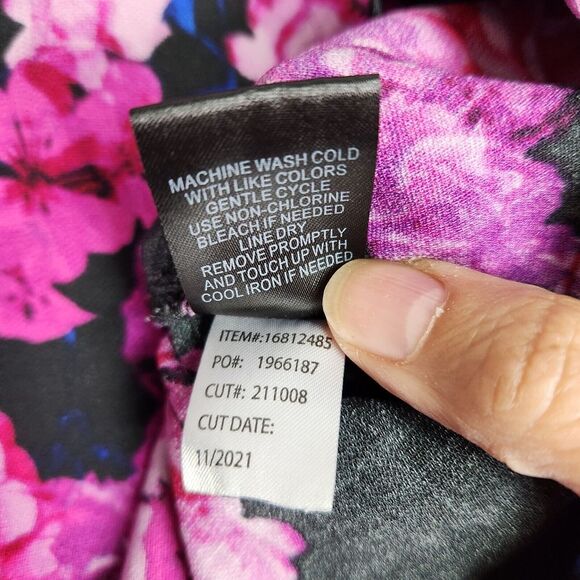 MACHINE WASH COLD
WITH LIKE COLORS
GENTLE CYCLE
USE NON-CHLORINE
BLEACH IF NEEDED
LINE DRY
REMOVE PROMPTLY
AND TOUCH UP WITH
COOL IRON IF NEEDED
ITEM#:16812485
PO#: 1966187
CUT#: 211008
CUT DATE:
11/2021